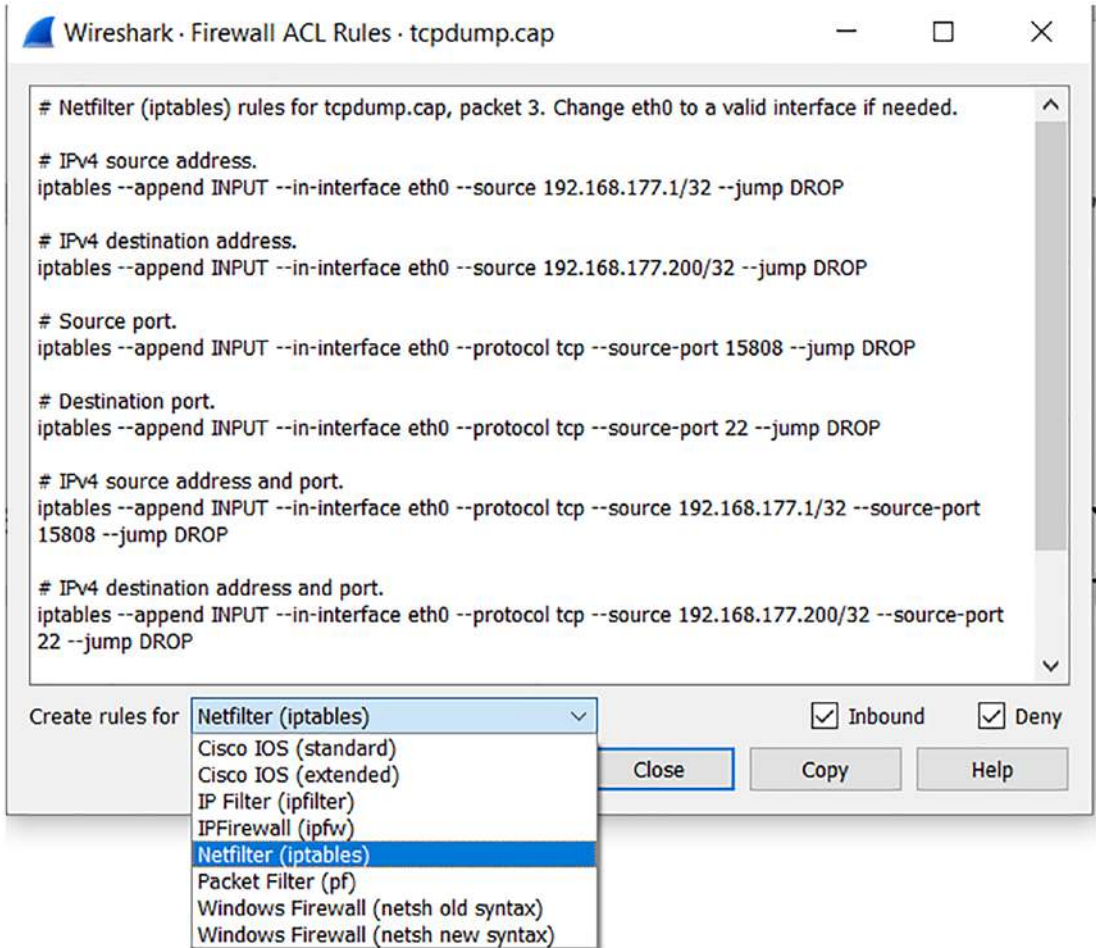 Wireshark · Firewall ACL Rules · tcpdump.cap
# Netfilter (iptables) rules for tcpdump.cap, packet 3. Change eth0 to a valid interface if needed.
# IPv4 source address.
iptables --append INPUT --in-interface eth0 --source 192.168.177.1/32 --jump DROP
# IPv4 destination address.
iptables --append INPUT --in-interface eth0 --source 192.168.177.200/32 --jump DROP
# Source port.
iptables --append INPUT --in-interface eth0 --protocol tcp --source-port 15808 --jump DROP
# Destination port.
iptables --append INPUT --in-interface eth0 --protocol tcp --source-port 22 --jump DROP
# IPv4 source address and port.
iptables --append INPUT --in-interface eth0 --protocol tcp --source 192.168.177.1/32 --source-port
15808 --jump DROP
# IPv4 destination address and port.
iptables --append INPUT --in-interface eth0 --protocol tcp --source 192.168.177.200/32 --source-port
22 --jump DROP
Create rules for Netfilter (iptables) Inbound Deny
Cisco IOS (standard)
Cisco IOS (extended)
IP Filter (ipfilter)
IPFirewall (ipfw)
Netfilter (iptables)
Packet Filter (pf)
Windows Firewall (netsh old syntax)
Windows Firewall (netsh new syntax)
Close Copy Help